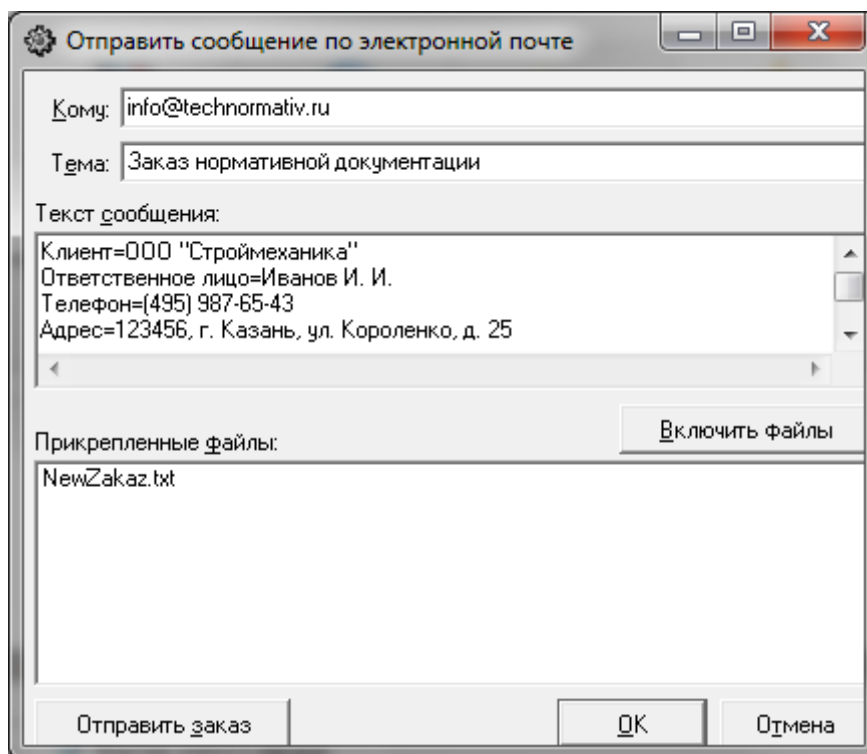 Отправить сообщение по электронной почте
Кому: info@technormativ.ru
Тема: Заказ нормативной документации
Текст сообщения:
Клиент=ООО "Строймеханика"
Ответственное лицо=Иванов И. И.
Телефон=(495) 987-65-43
Адрес=123456, г. Казань, ул. Короленко, д. 25
Включить файлы
Прикрепленные файлы:
NewZakaz.txt
Отправить заказ
OK
Отмена